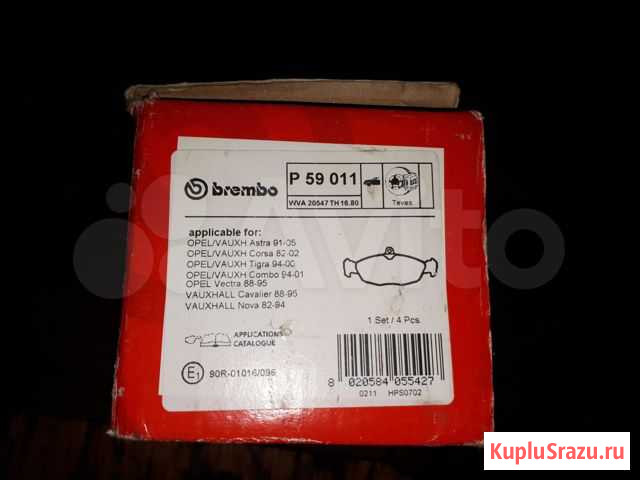 brembo
P 59 011
WVA 20547 TH 16.80
Teves
applicable for:
OPEL/VAUXH Astra 91-05
OPEL/VAUXH Corsa 82-02
OPEL/VAUXH Tigra 94-00
OPEL/VAUXH Combo 94-01
OPEL Vectra 88-95
VAUXHALL Cavalier 88-95
VAUXHALL Nova 82-94
1 Set / 4 Pcs.
APPLICATIONS
CATALOGUE
E1
90R-01016/096
8 020584 055427
0211 HPS0702
Avito
KupluSrazu.ru
КуплюСразу.рф